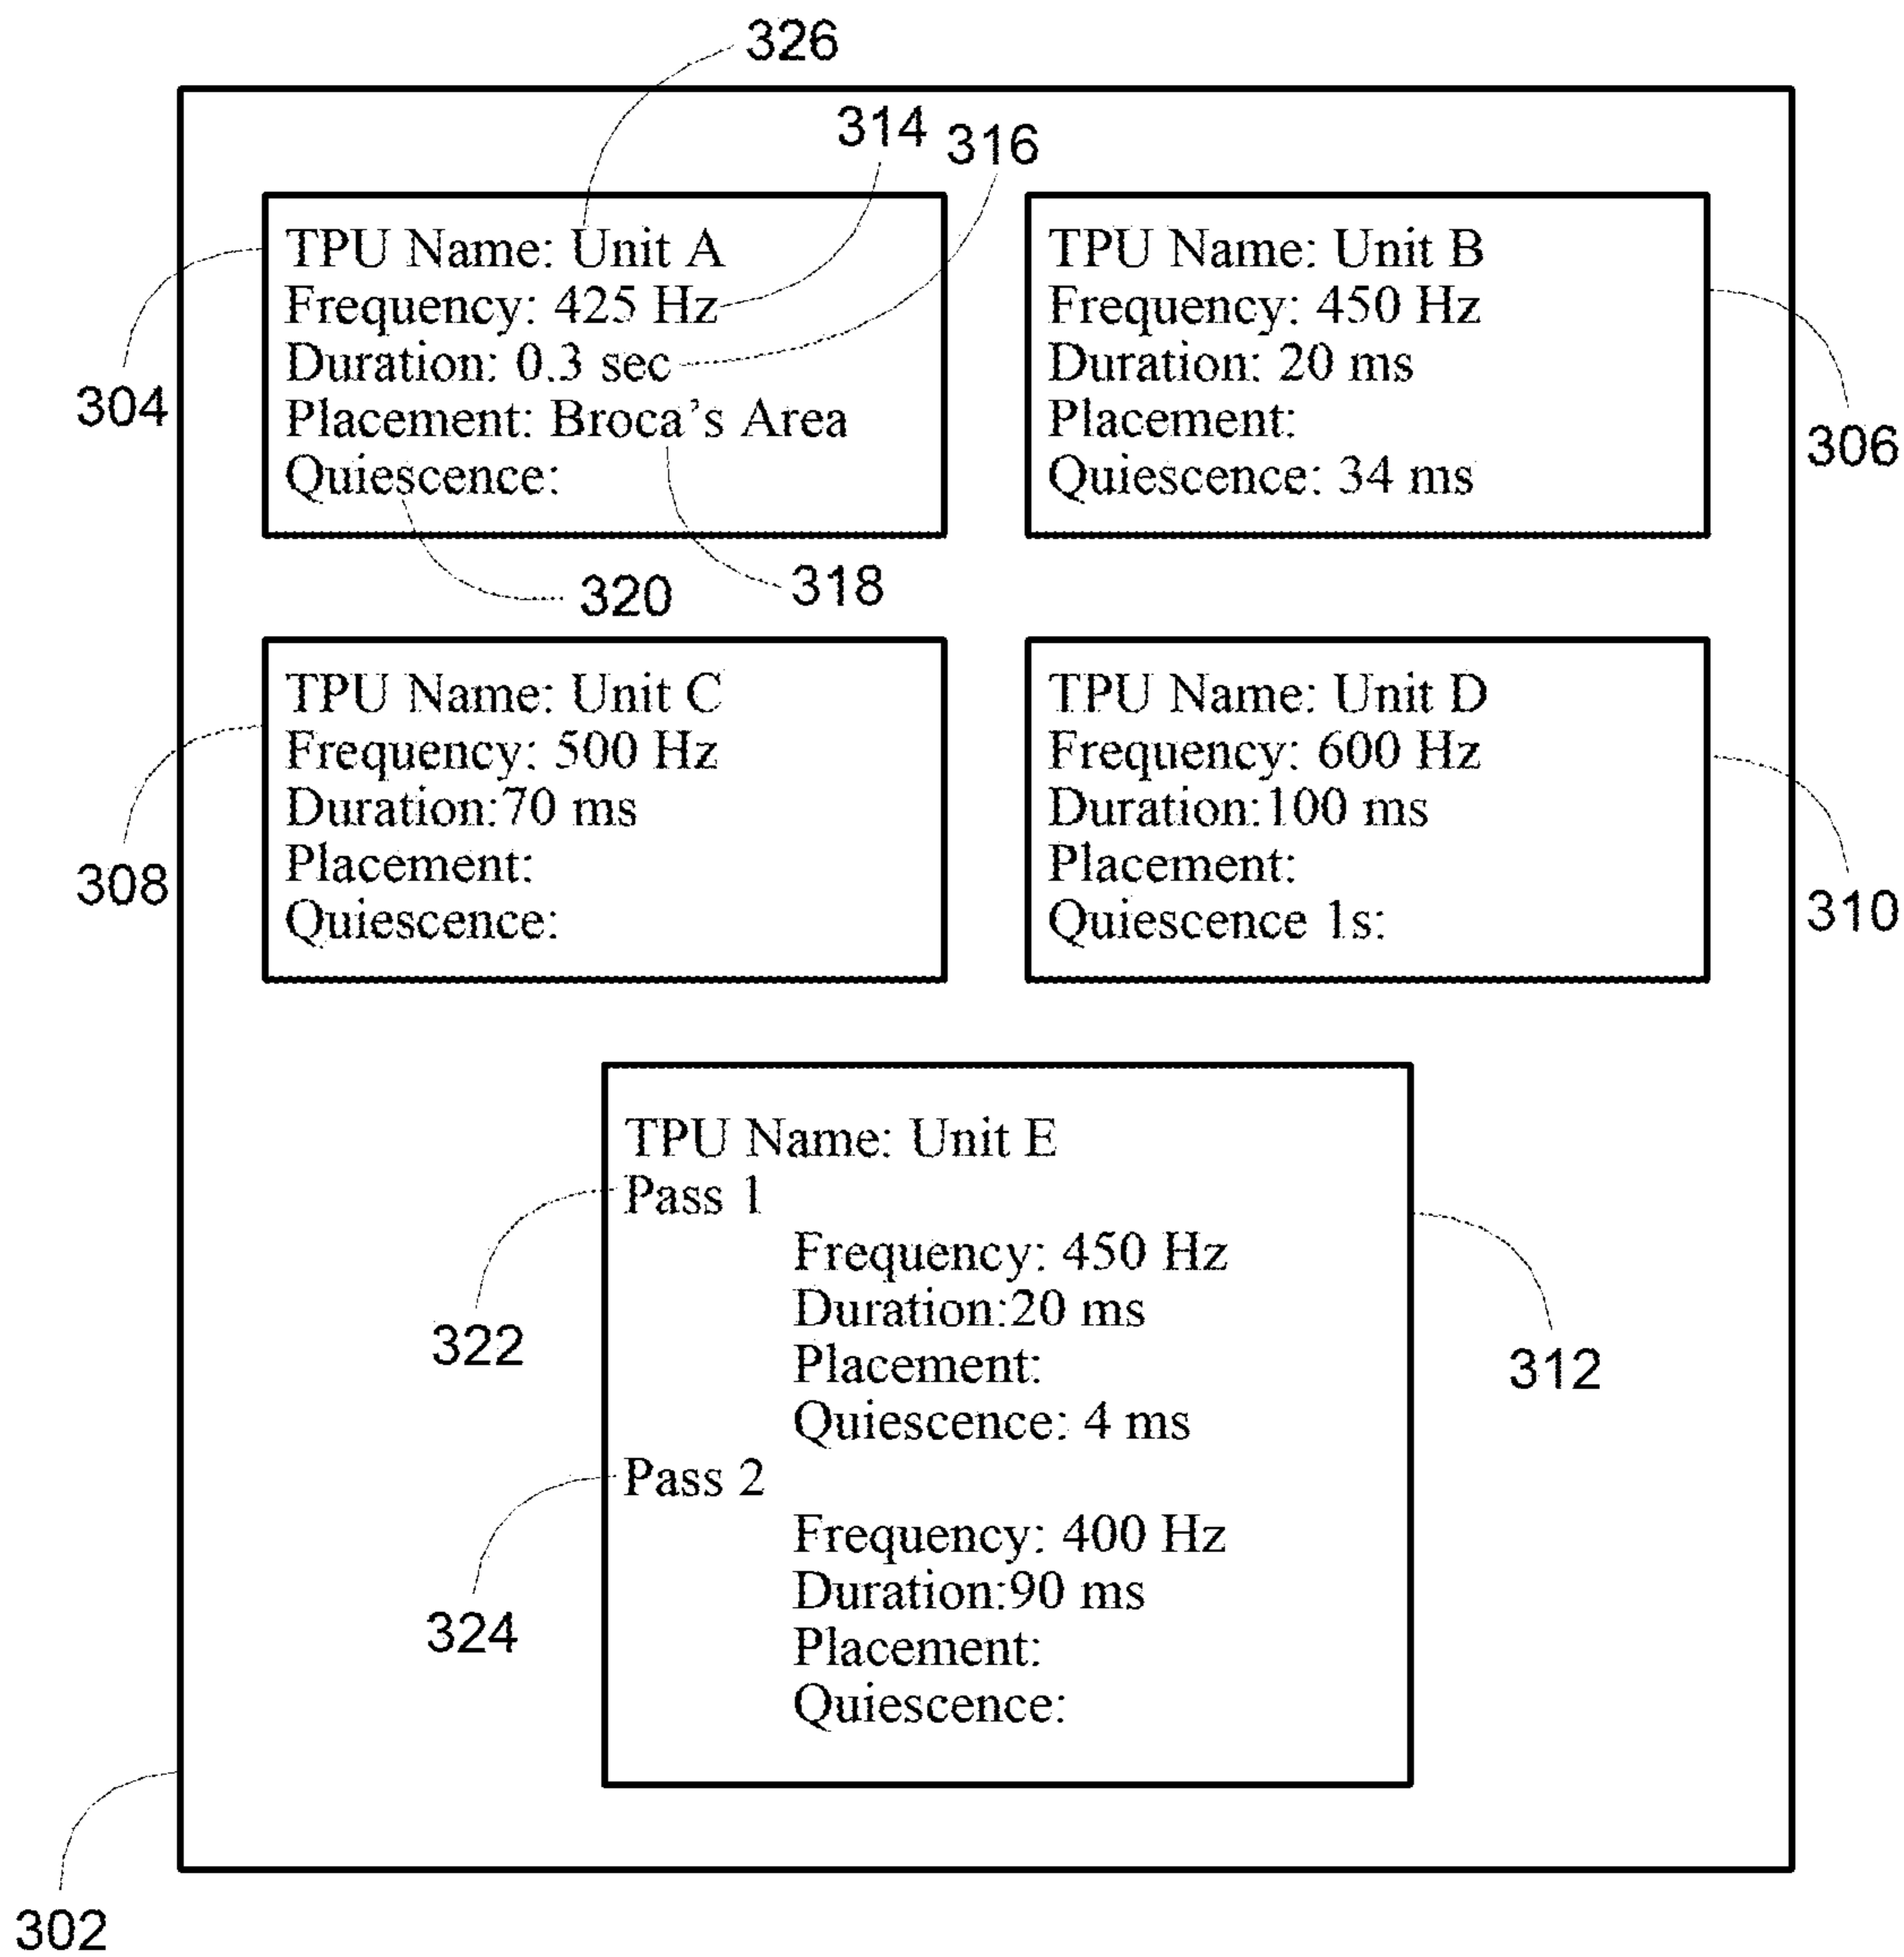 326
314 316
TPU Name: Unit A
Frequency: 425 Hz
Duration: 0.3 sec
Placement: Broca's Area
Quiescence:
304
320
318
TPU Name: Unit B
Frequency: 450 Hz
Duration: 20 ms
Placement:
Quiescence: 34 ms
306
TPU Name: Unit C
Frequency: 500 Hz
Duration:70 ms
Placement:
Quiescence:
308
TPU Name: Unit D
Frequency: 600 Hz
Duration:100 ms
Placement:
Quiescence 1s:
310
TPU Name: Unit E
Pass 1
Frequency: 450 Hz
Duration:20 ms
Placement:
Quiescence: 4 ms
322
312
Pass 2
Frequency: 400 Hz
Duration:90 ms
Placement:
Quiescence:
324
302